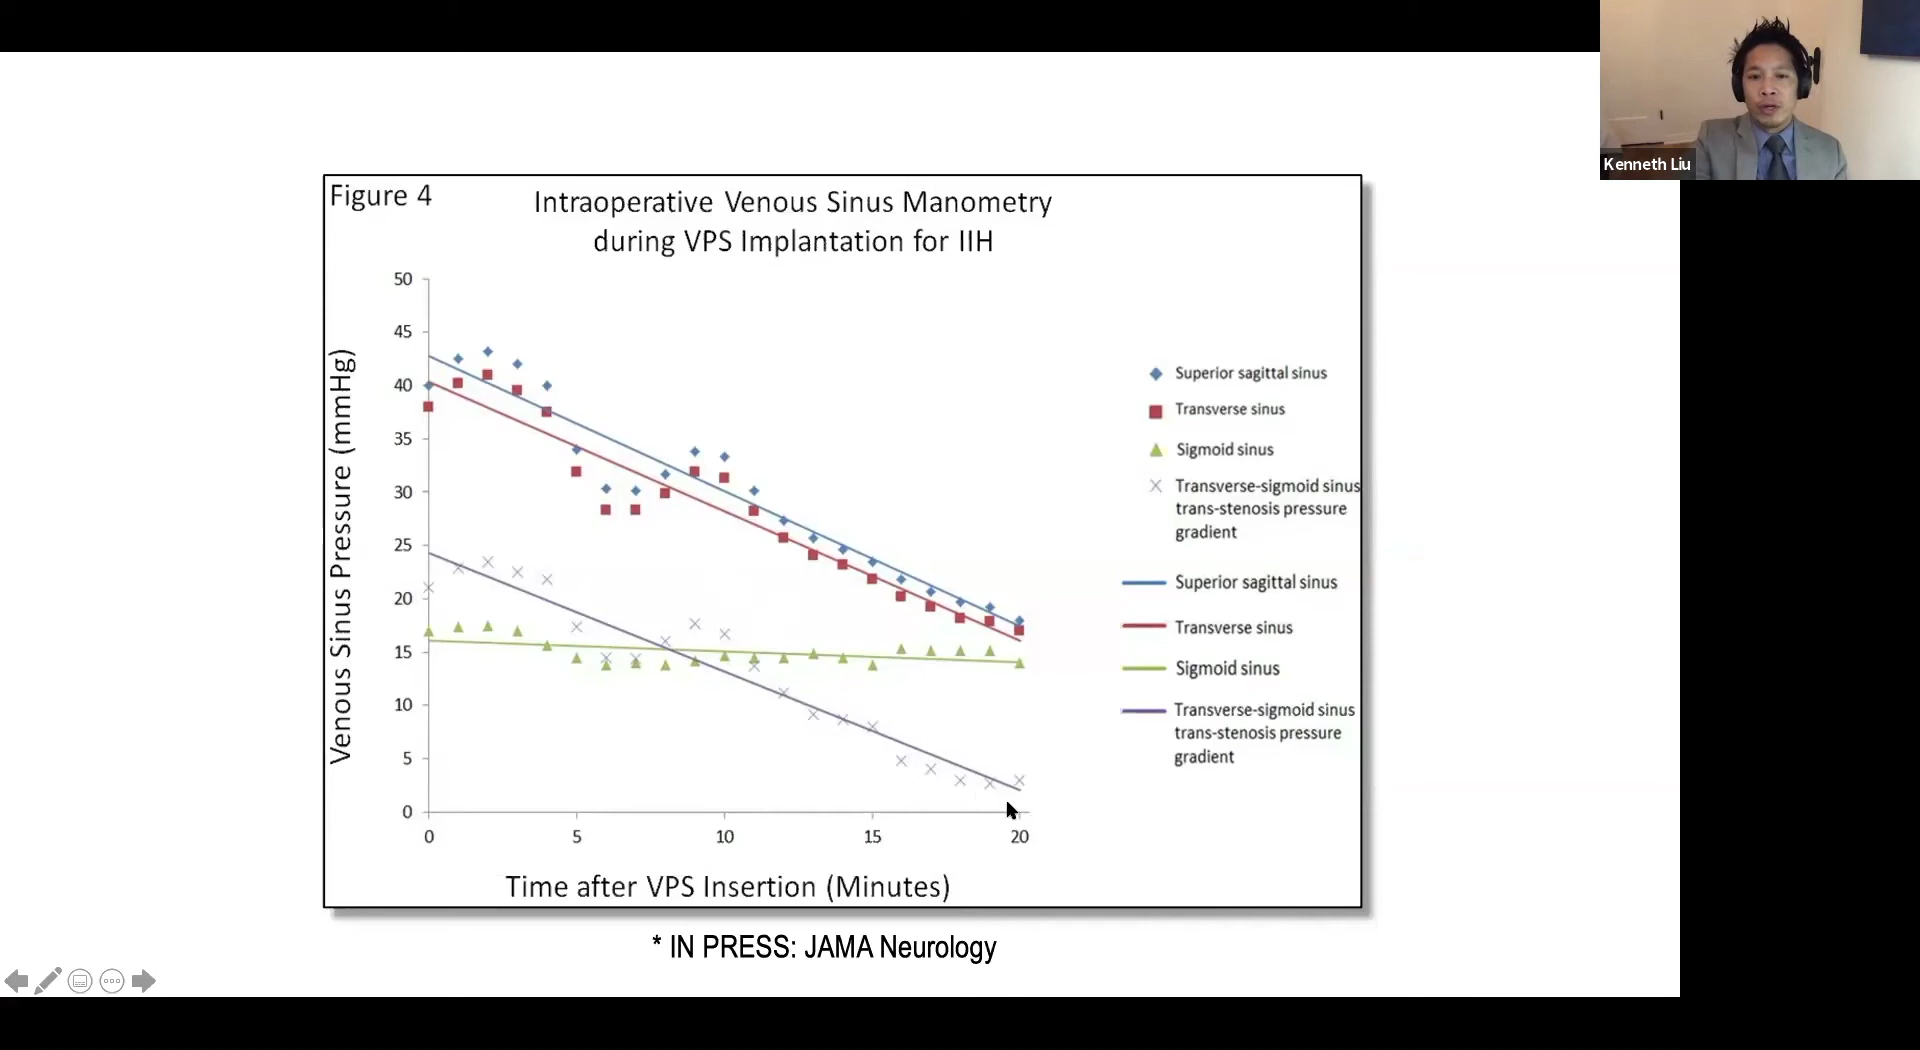 Kenneth Liu
Figure 4
Intraoperative Venous Sinus Manometry
during VPS Implantation for IIH
Venous Sinus Pressure (mmHg)
50
45
40
35
30
25
20
15
10
5
0
0
5
10
15
20
Time after VPS Insertion (Minutes)
Superior sagittal sinus
Transverse sinus
Sigmoid sinus
Transverse-sigmoid sinus
trans-stenosis pressure
gradient
Superior sagittal sinus
Transverse sinus
Sigmoid sinus
Transverse-sigmoid sinus
trans-stenosis pressure
gradient
* IN PRESS: JAMA Neurology